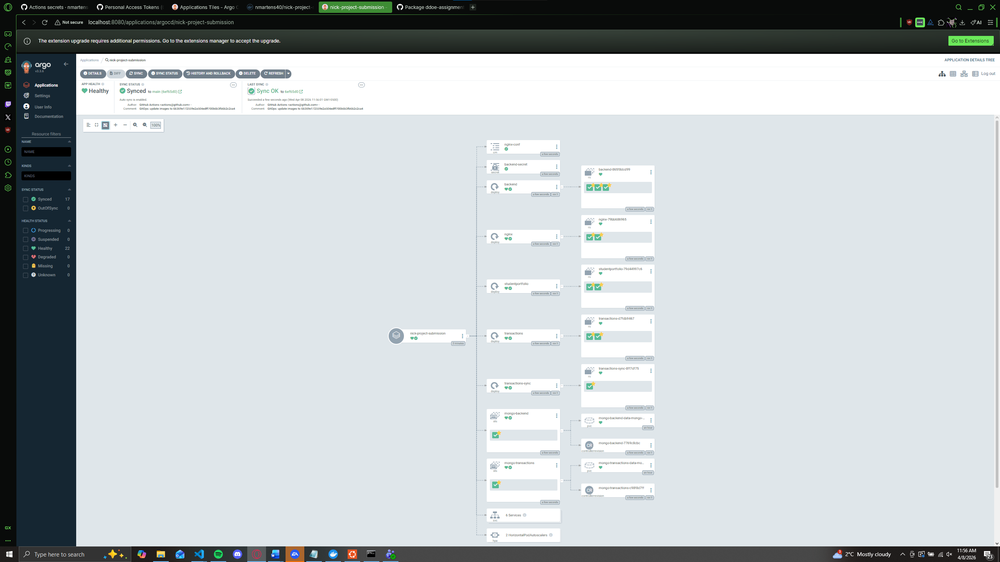 Actions secrets · nmartens
Personal Access Tokens (
Applications Tiles - Argo C
nmartens40/nick-project-s
nick-project-submission -
Package ddoe-assignment
Not secure
localhost:8080/applications/argocd/nick-project-submission
AI
The extension upgrade requires additional permissions. Go to the extensions manager to accept the upgrade.
Go to Extensions
argo
v3.3.6
Applications
Settings
User Info
Documentation
Resource filters
NAME
NAME
KINDS
KINDS
SYNC STATUS
Synced 17
OutOfSync 0
HEALTH STATUS
Progressing 0
Suspended 0
Healthy 22
Degraded 0
Missing 0
Unknown 0
Applications / nick-project-submission
APPLICATION DETAILS TREE
DETAILS
DIFF
SYNC
SYNC STATUS
HISTORY AND ROLLBACK
DELETE
REFRESH
Log out
APP HEALTH
Healthy
SYNC STATUS
Synced to main (6ef65d0)
Auto sync is enabled.
Author: GitHub Actions <actions@github.com> -
Comment: GitOps: update images to 6b369e172559e2a504edff700b6b3fb6b2c2ca4
LAST SYNC
Sync OK to 6ef65d0
Succeeded a few seconds ago (Wed Apr 08 2026 11:56:01 GMT-0500)
Author: GitHub Actions <actions@github.com> -
Comment: GitOps: update images to 6b369e172559e2a504edff700b6b3fb6b2c2ca4
100%
nick-project-submission
2 minutes
nginx-conf
cm
a few seconds
backend-secret
secret
a few seconds
backend
deploy
a few seconds rev:1
backend-865f8dcd99
rs
a few seconds rev:1
nginx
deploy
a few seconds rev:1
nginx-79bb686965
rs
a few seconds rev:1
studentportfolio
deploy
a few seconds rev:1
studentportfolio-79d44997c6
rs
a few seconds rev:1
transactions
deploy
a few seconds rev:1
transactions-d7fdb9467
rs
a few seconds rev:1
transactions-sync
deploy
a few seconds rev:1
transactions-sync-8ff7df75
rs
a few seconds rev:1
mongo-backend
sts
a few seconds
mongo-backend-data-mongo-...
pvc
an hour
CR
mongo-backend-7769c8cbc
controllerrevision
a few seconds rev:1
mongo-transactions
sts
a few seconds
mongo-transactions-data-mo...
pvc
an hour
CR
mongo-transactions-c98f8d7ff
controllerrevision
a few seconds rev:1
6 Services
svc
2 HorizontalPodAutoscalers
hpa
GX
Type here to search
EA
3
2°C Mostly cloudy
11:56 AM
4/8/2026
23